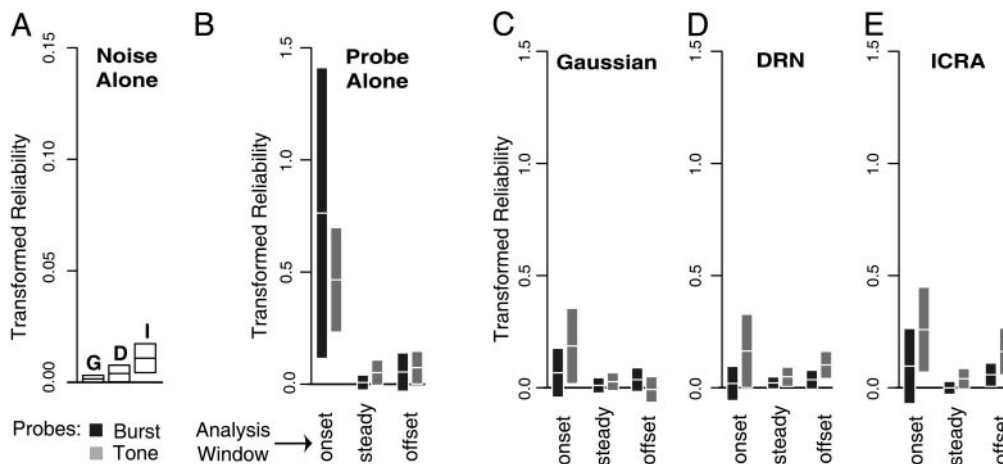 A
Noise
Alone
Transformed Reliability
0.15
0.10
0.05
0.00
G D I
Probes: Burst
Tone
B
Probe
Alone
Transformed Reliability
1.5
1.0
0.5
0.0
Analysis
Window
onset
steady
offset
C
Gaussian
Transformed Reliability
1.5
1.0
0.5
0.0
onset
steady
offset
D
DRN
1.5
1.0
0.5
0.0
onset
steady
offset
E
ICRA
1.5
1.0
0.5
0.0
onset
steady
offset